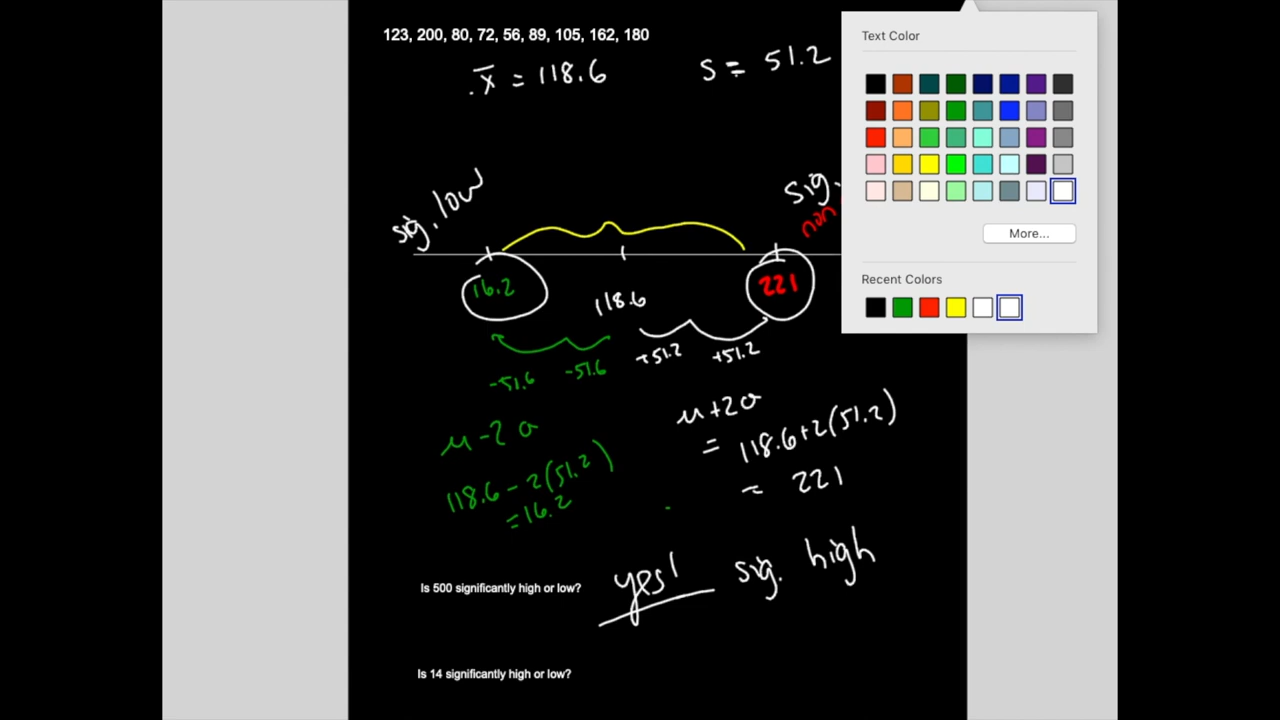 123, 200, 80, 72, 56, 89, 105, 162, 180
x̄ = 118.6
s = 51.2
Text Color
More...
Recent Colors
sig. low
sig.
non
16.2
118.6
221
-51.6 -51.6
+51.2 +51.2
μ-2σ
118.6 - 2(51.2)
=16.2
μ+2σ
= 118.6+2(51.2)
= 221
Is 500 significantly high or low?
yes! sig. high
Is 14 significantly high or low?